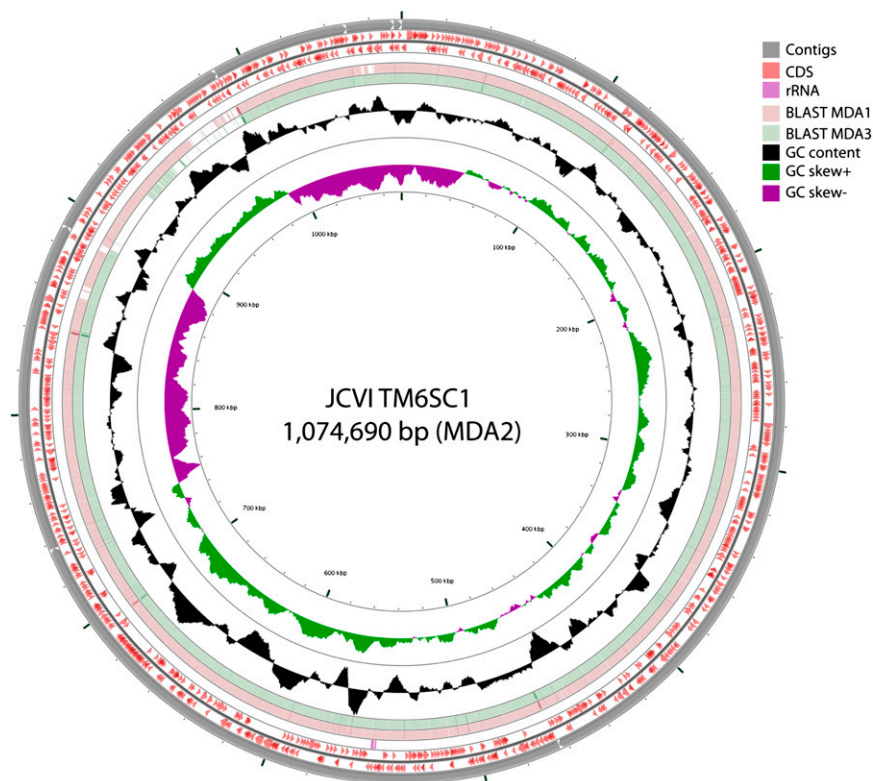 Contigs
CDS
rRNA
BLAST MDA1
BLAST MDA3
GC content
GC skew+
GC skew-
JCVI TM6SC1
1,074,690 bp (MDA2)
100 kbp
200 kbp
300 kbp
400 kbp
500 kbp
600 kbp
700 kbp
800 kbp
900 kbp
1000 kbp